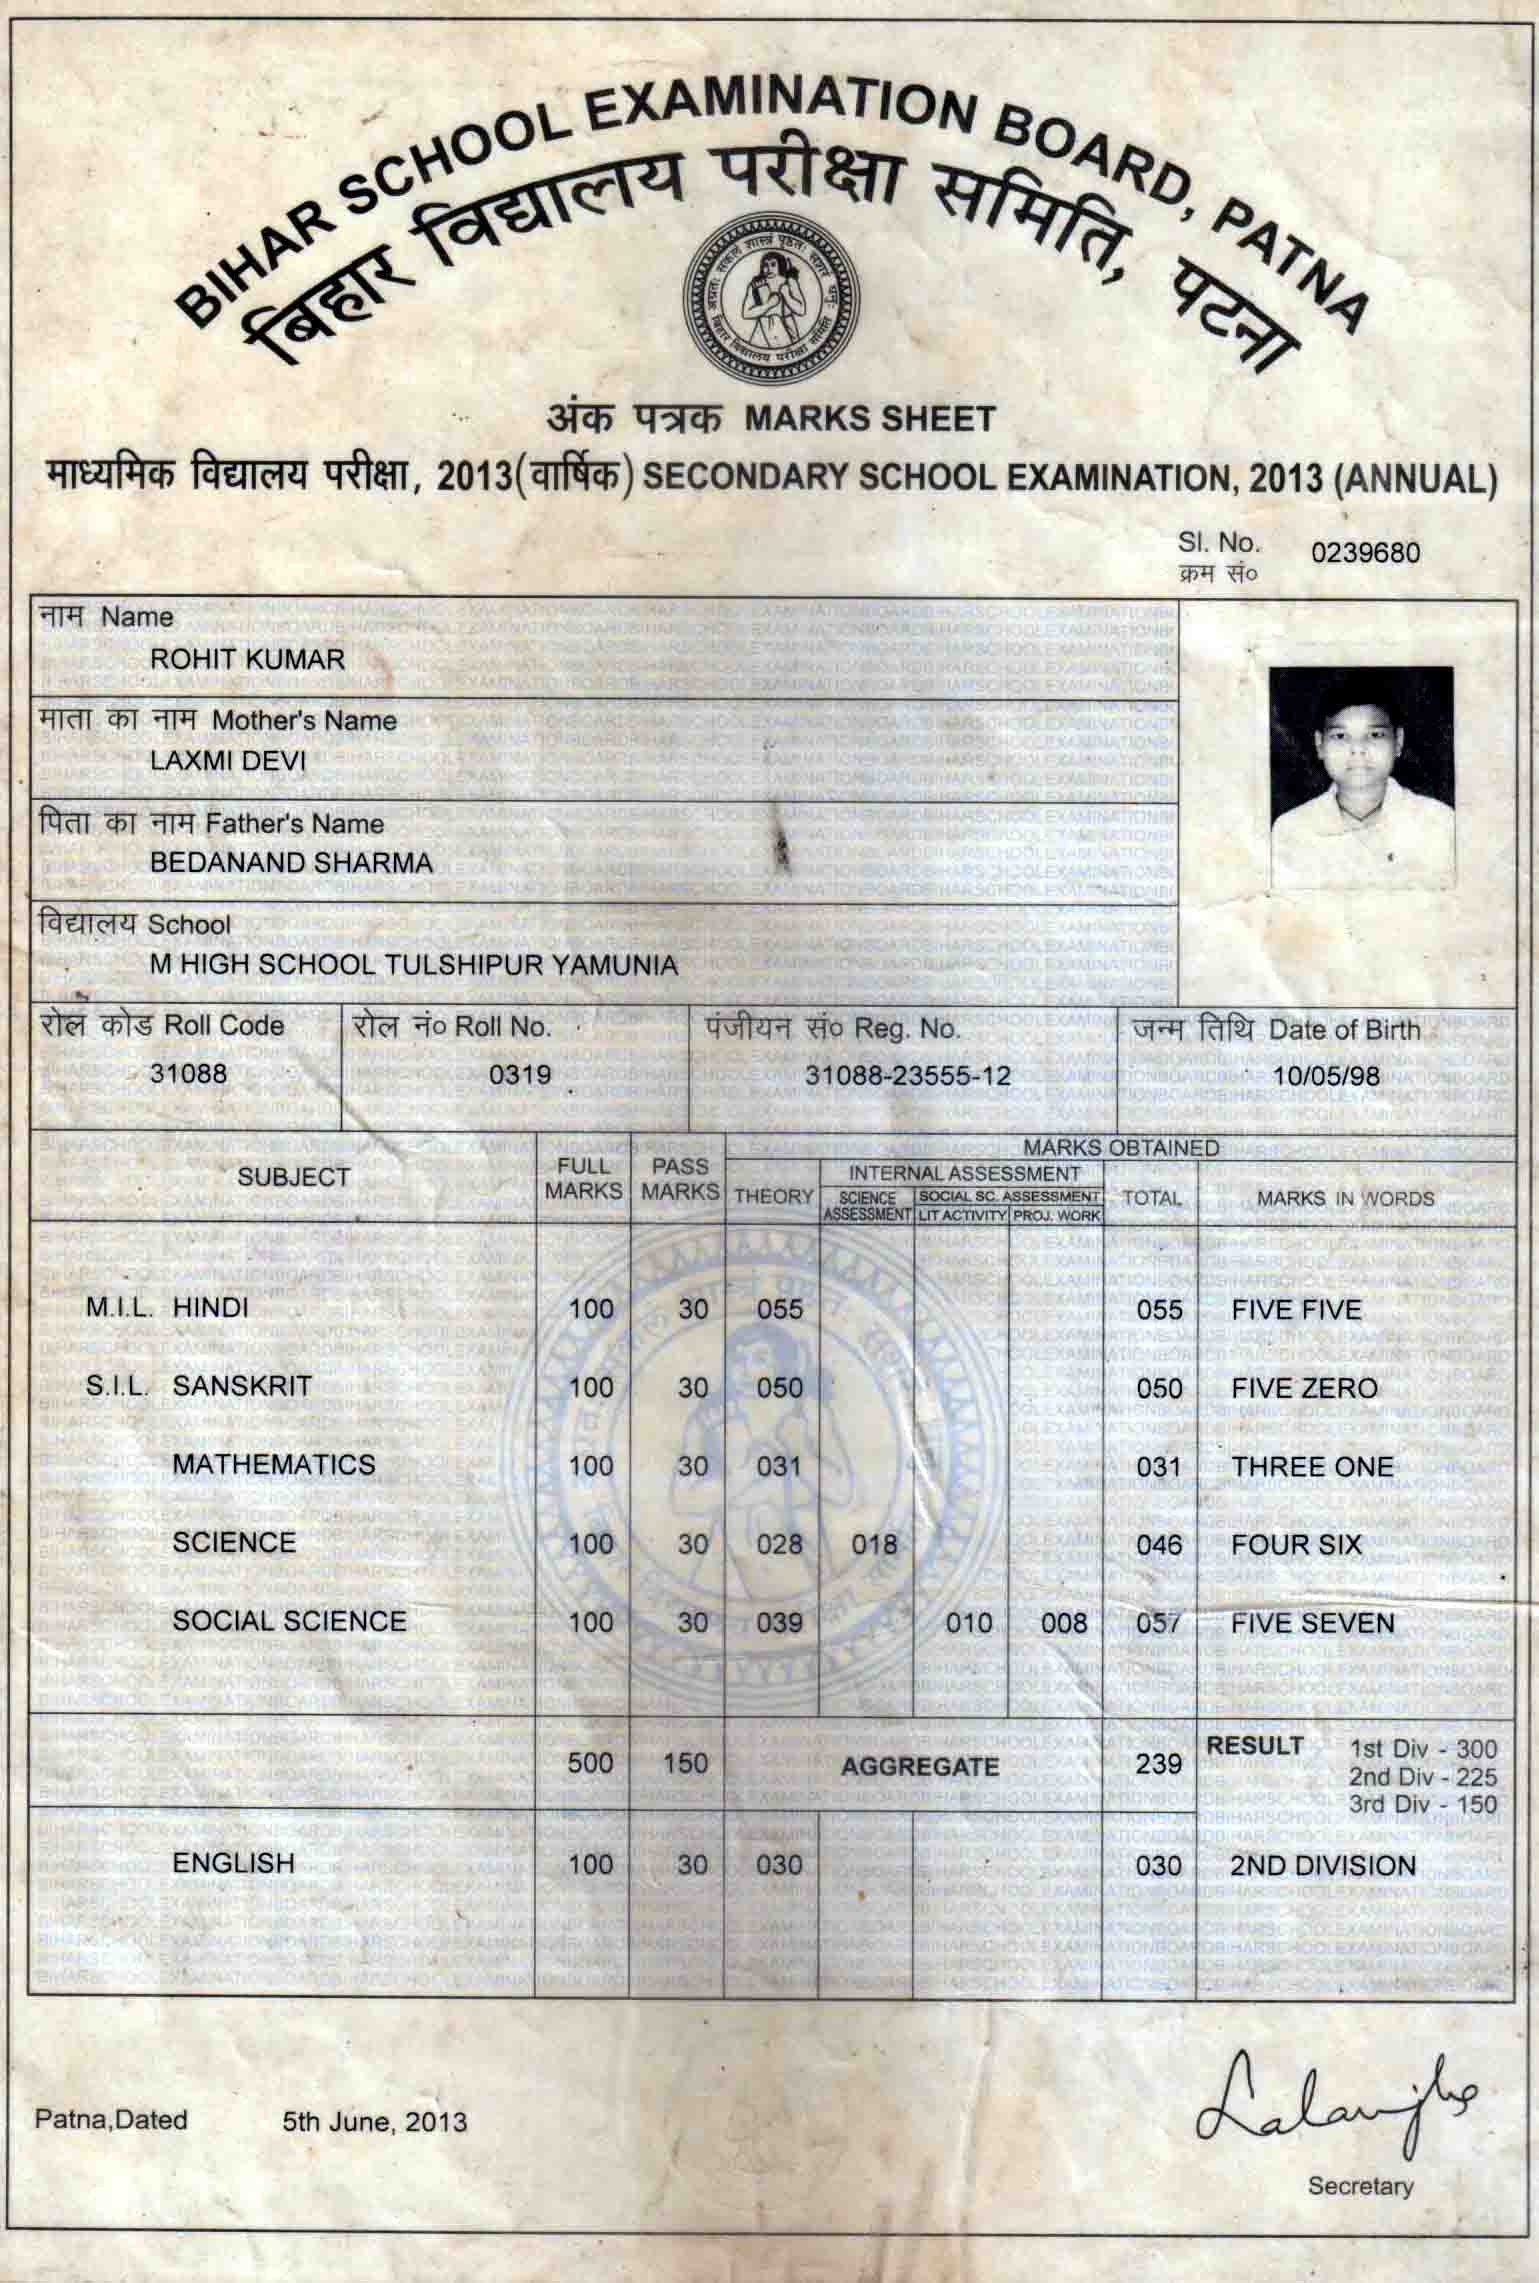 BIHAR SCHOOL EXAMINATION BOARD, PATNA
बिहार विद्यालय परीक्षा समिति, पटना
अंक पत्रक MARKS SHEET
माध्यमिक विद्यालय परीक्षा, 2013(वार्षिक) SECONDARY SCHOOL EXAMINATION, 2013 (ANNUAL)
Sl. No. 0239680
क्रम सं०
नाम Name
ROHIT KUMAR
माता का नाम Mother's Name
LAXMI DEVI
पिता का नाम Father's Name
BEDANAND SHARMA
विद्यालय School
M HIGH SCHOOL TULSHIPUR YAMUNIA
रोल कोड Roll Code रोल नं० Roll No. पंजीयन सं० Reg. No. जन्म तिथि Date of Birth
31088 0319 31088-23555-12 10/05/98
SUBJECT FULL MARKS PASS MARKS MARKS OBTAINED
THEORY INTERNAL ASSESSMENT TOTAL MARKS IN WORDS
SCIENCE ASSESSMENT SOCIAL SC. ASSESSMENT
LIT ACTIVITY PROJ. WORK
M.I.L. HINDI 100 30 055 055 FIVE FIVE
S.I.L. SANSKRIT 100 30 050 050 FIVE ZERO
MATHEMATICS 100 30 031 031 THREE ONE
SCIENCE 100 30 028 018 046 FOUR SIX
SOCIAL SCIENCE 100 30 039 010 008 057 FIVE SEVEN
500 150 AGGREGATE 239 RESULT 1st Div - 300
2nd Div - 225
3rd Div - 150
ENGLISH 100 30 030 030 2ND DIVISION
Patna,Dated 5th June, 2013
Secretary